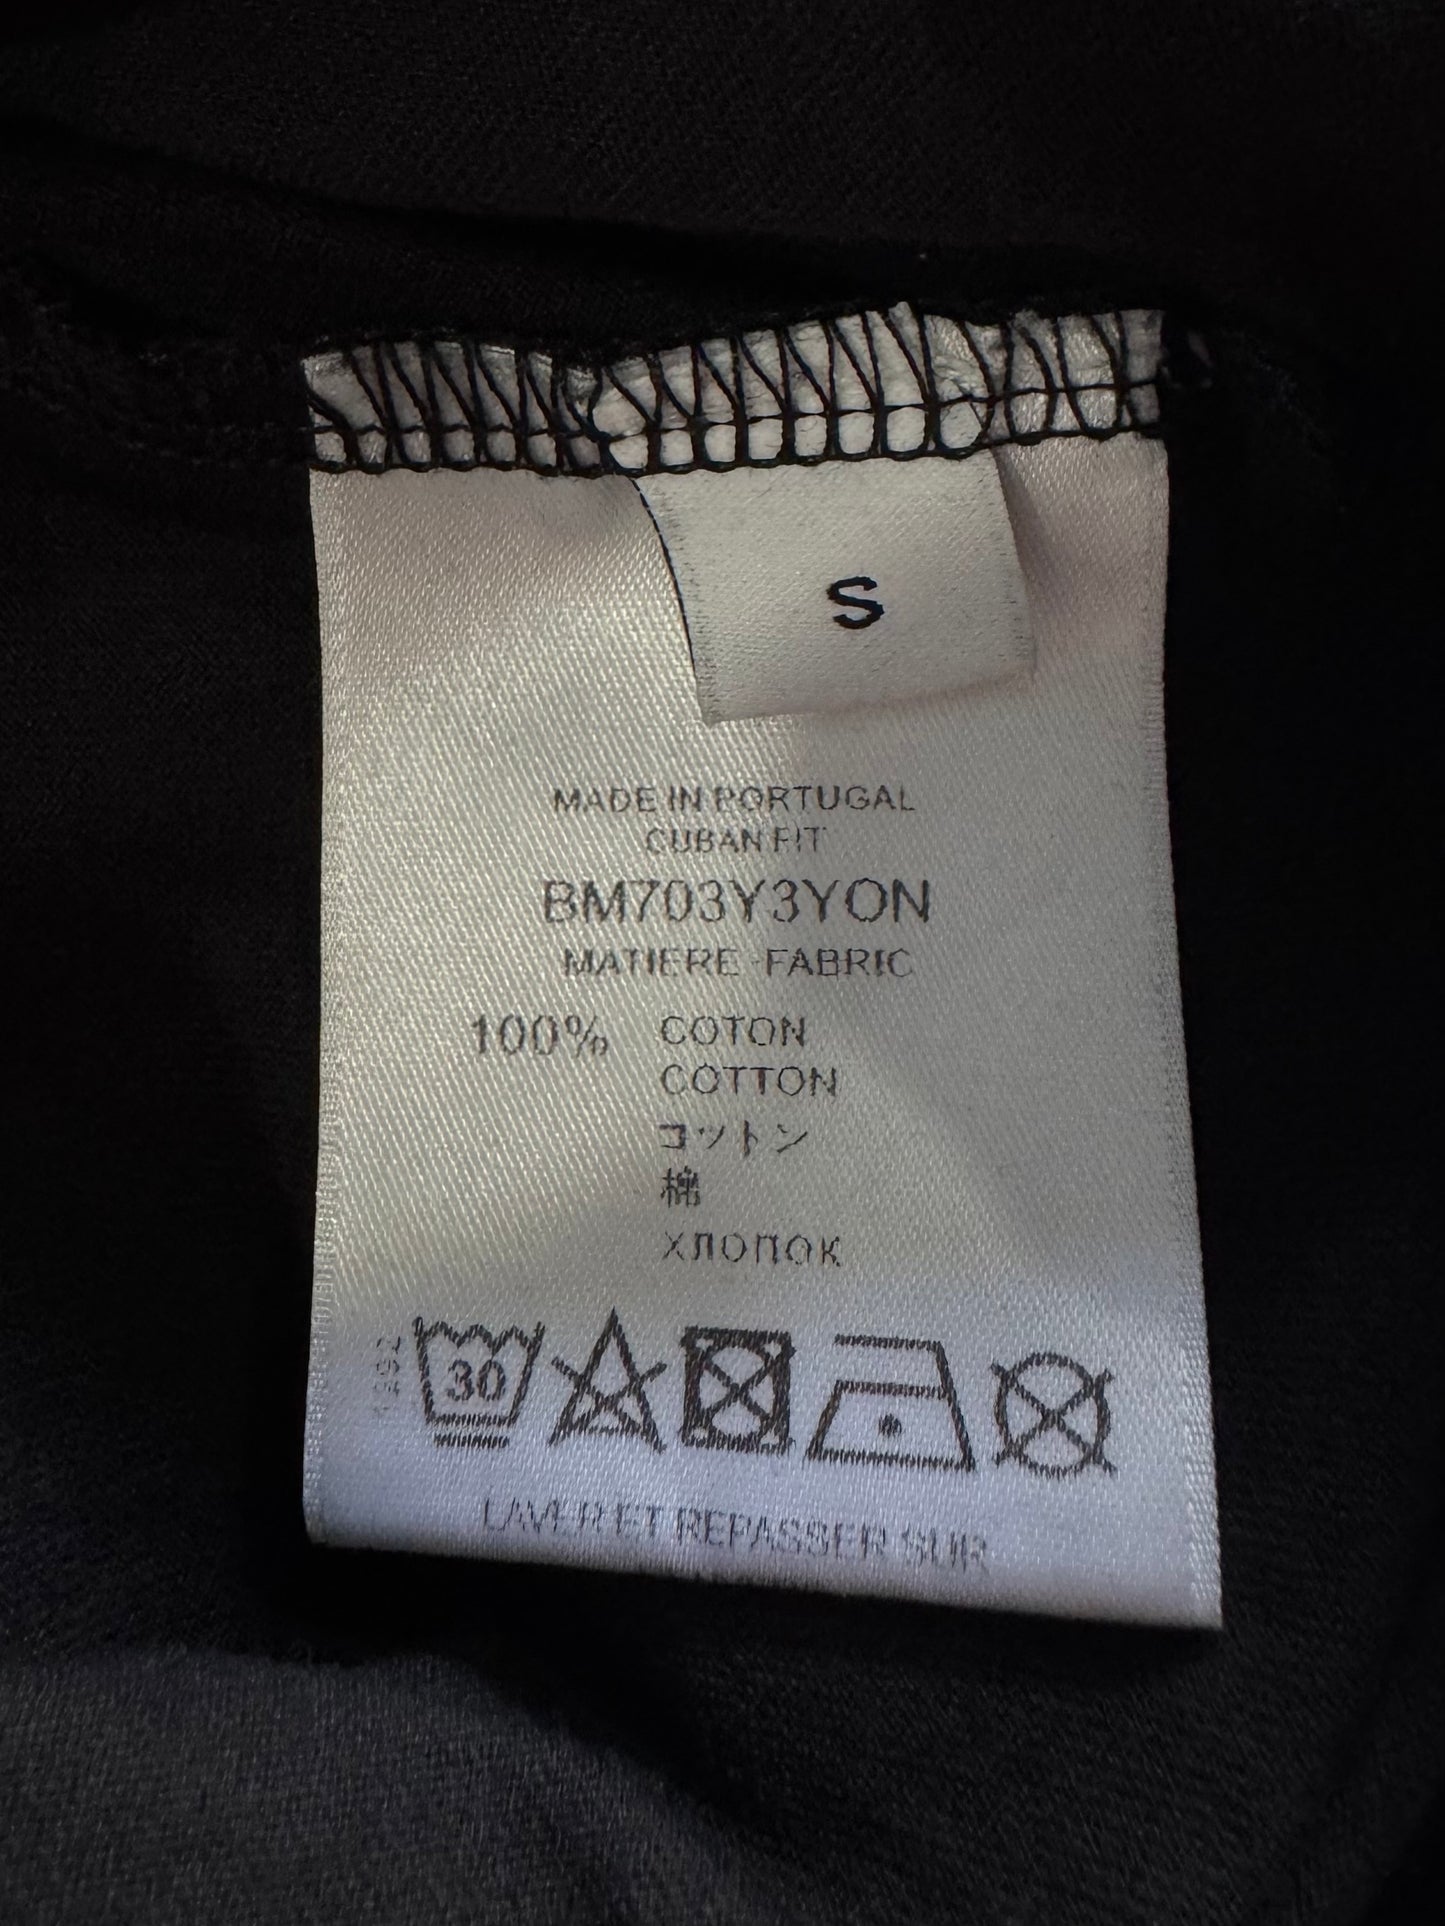 S
MADE IN PORTUGAL
CUBAN FIT
BM703Y3YON
MATIERE - FABRIC
100% COTON
COTTON
コットン
棉
ХЛОПОК
30
LAVER ET REPASSER SUR